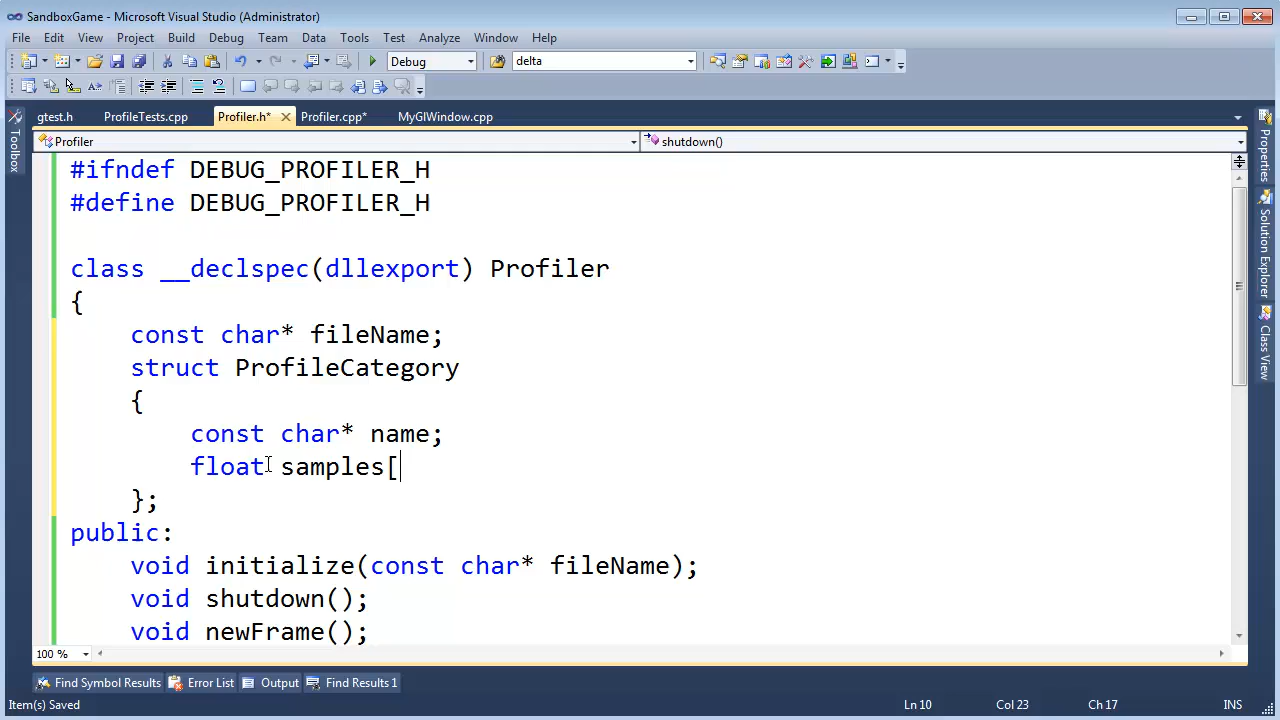 SandboxGame - Microsoft Visual Studio (Administrator)
File Edit View Project Build Debug Team Data Tools Test Analyze Window Help
Debug delta
gtest.h ProfileTests.cpp Profiler.h* Profiler.cpp* MyGlWindow.cpp
Profiler shutdown()
#ifndef DEBUG_PROFILER_H
#define DEBUG_PROFILER_H
class __declspec(dllexport) Profiler
{
const char* fileName;
struct ProfileCategory
{
const char* name;
float samples[
};
public:
void initialize(const char* fileName);
void shutdown();
void newFrame();
100 %
Find Symbol Results Error List Output Find Results 1
Item(s) Saved Ln 10 Col 23 Ch 17 INS
Toolbox
Properties
Solution Explorer
Class View